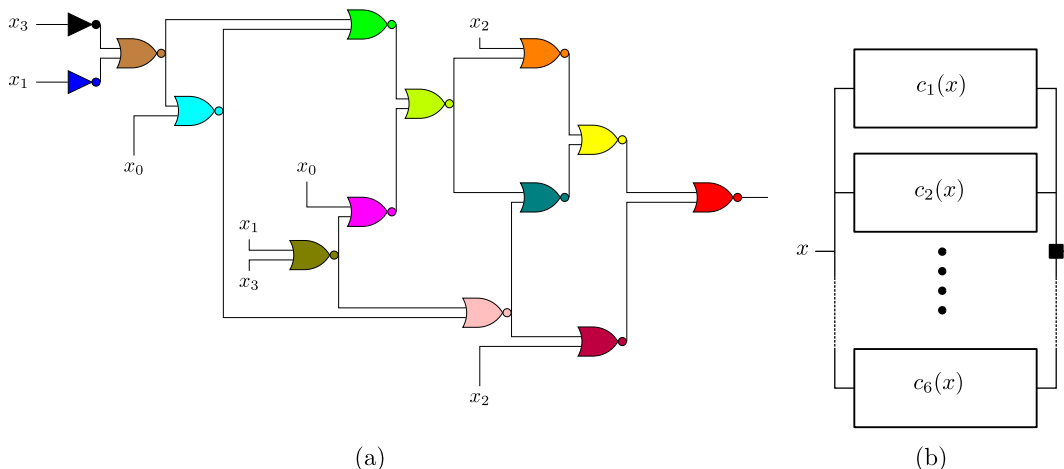 x₃
x₁
x₀
x₀
x₁
x₃
x₂
x₂
(a)
x
c₁(x)
c₂(x)
c₆(x)
(b)